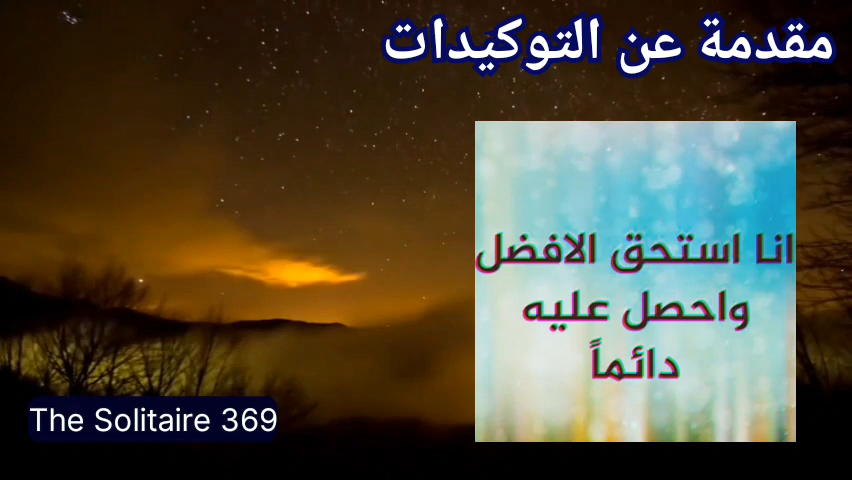 مقدمة عن التوكيدات
انا استحق الافضل
واحصل عليه
دائماً
The Solitaire 369